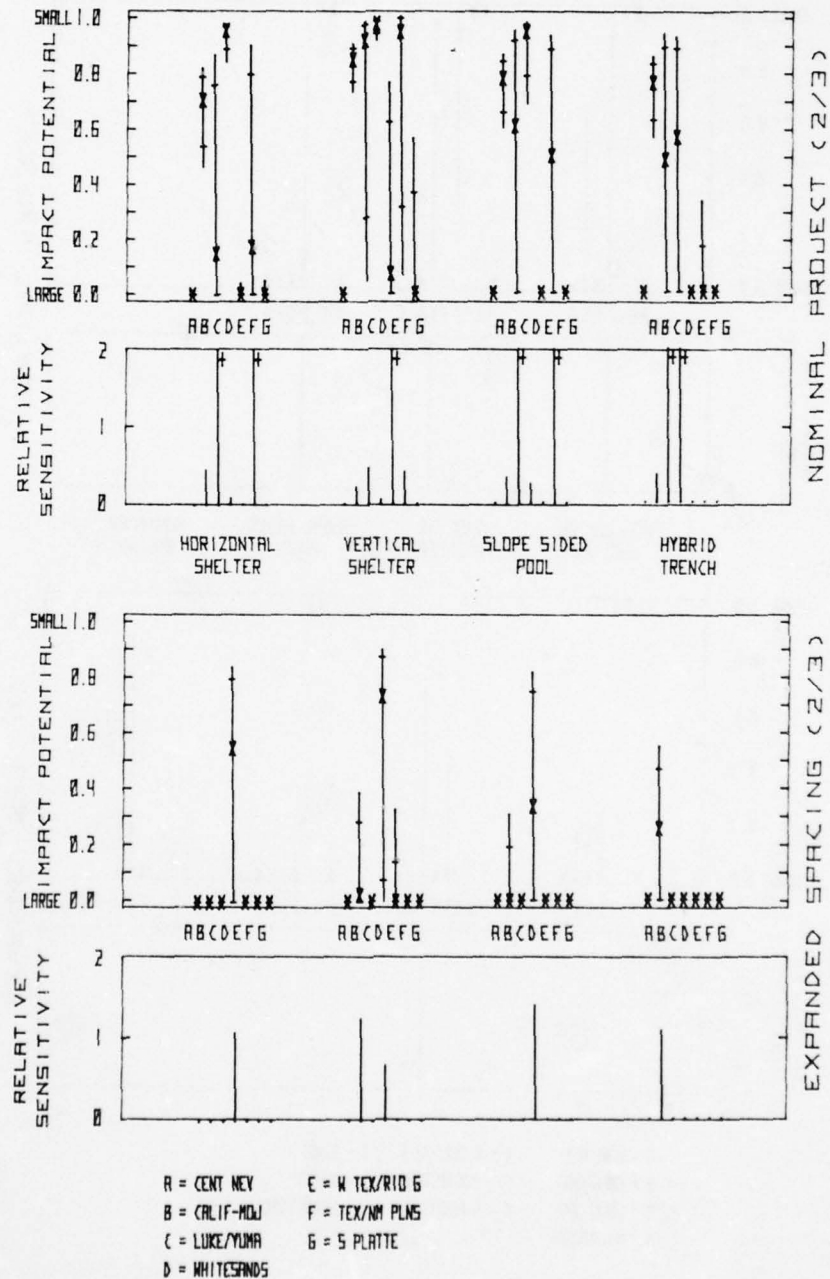 SMALL 1.0
0.8
0.6
0.4
0.2
LARGE 0.0
IMPACT POTENTIAL
ABCDEFG ABCDEFG ABCDEFG ABCDEFG
2
1
0
RELATIVE
SENSITIVITY
NOMINAL PROJECT (2/3)
HORIZONTAL
SHELTER
VERTICAL
SHELTER
SLOPE SIDED
POOL
HYBRID
TRENCH
SMALL 1.0
0.8
0.6
0.4
0.2
LARGE 0.0
IMPACT POTENTIAL
ABCDEFG ABCDEFG ABCDEFG ABCDEFG
2
1
0
RELATIVE
SENSITIVITY
EXPANDED SPACING (2/3)
A = CENT NEV
B = CALIF-MOJ
C = LUKE/YUMA
D = WHITESANDS
E = W TEX/RIO G
F = TEX/NM PLNS
G = S PLATTE